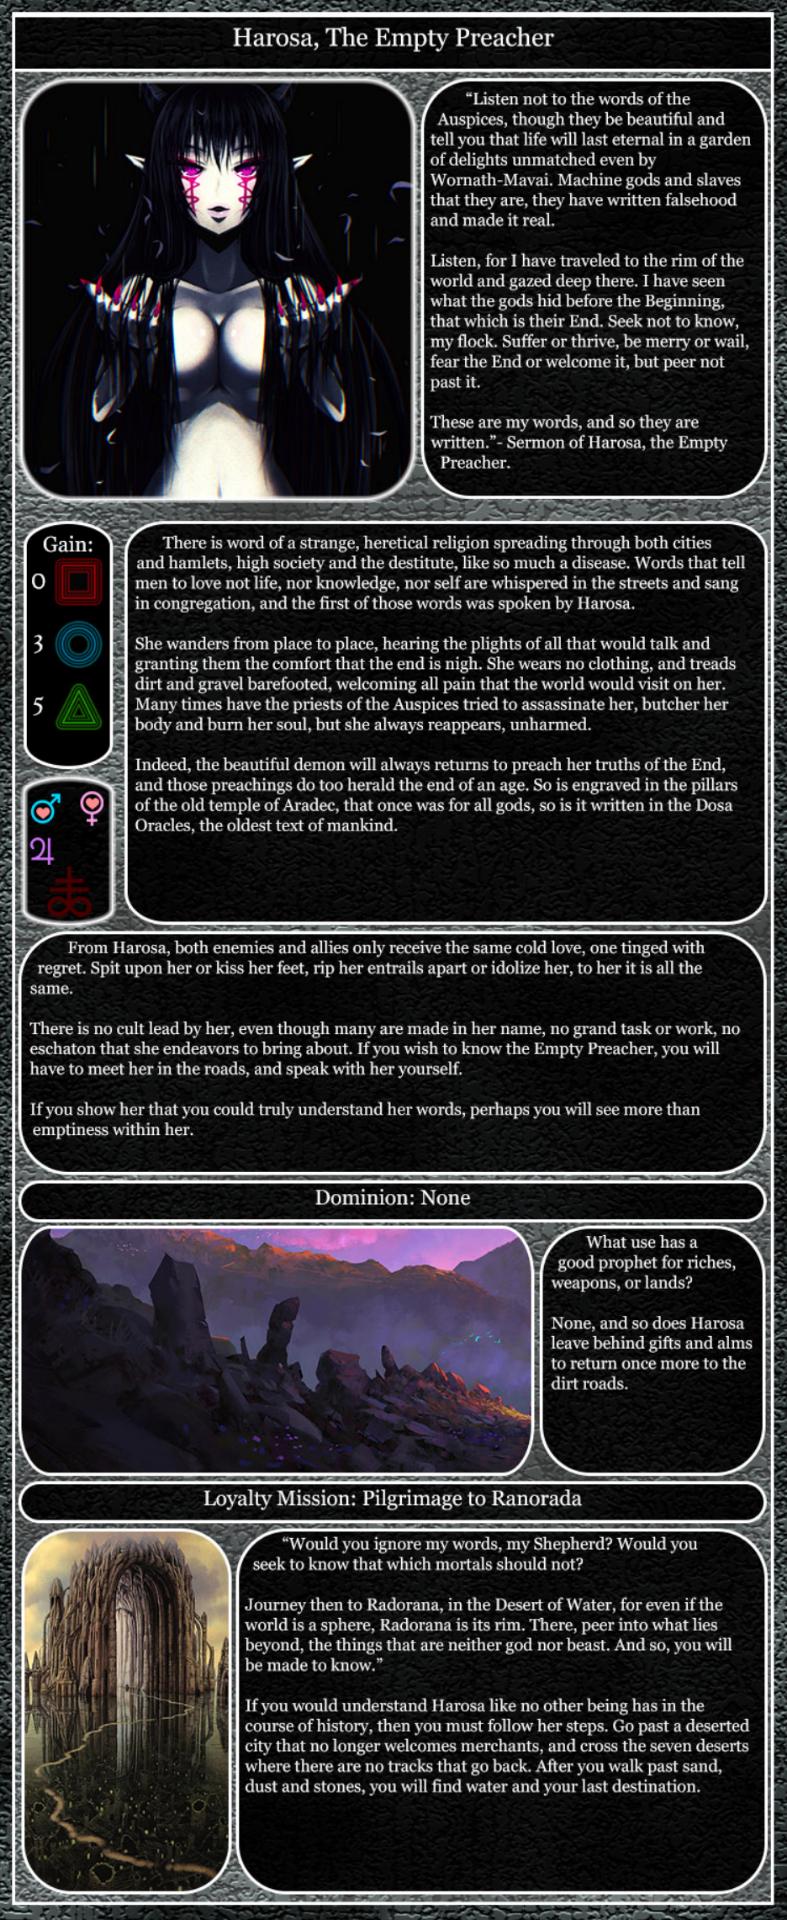 Harosa, The Empty Preacher
“Listen not to the words of the
Auspices, though they be beautiful and
tell you that life will last eternal in a garden
of delights unmatched even by
Wornath-Mavai. Machine gods and slaves
that they are, they have written falsehood
and made it real.
Listen, for I have traveled to the rim of the
world and gazed deep there. I have seen
what the gods hid before the Beginning,
that which is their End. Seek not to know,
my flock. Suffer or thrive, be merry or wail,
fear the End or welcome it, but peer not
past it.
These are my words, and so they are
written.”- Sermon of Harosa, the Empty
Preacher.
Gain:
0
3
5
There is word of a strange, heretical religion spreading through both cities
and hamlets, high society and the destitute, like so much a disease. Words that tell
men to love not life, nor knowledge, nor self are whispered in the streets and sang
in congregation, and the first of those words was spoken by Harosa.
She wanders from place to place, hearing the plights of all that would talk and
granting them the comfort that the end is nigh. She wears no clothing, and treads
dirt and gravel barefooted, welcoming all pain that the world would visit on her.
Many times have the priests of the Auspices tried to assassinate her, butcher her
body and burn her soul, but she always reappears, unharmed.
Indeed, the beautiful demon will always returns to preach her truths of the End,
and those preachings do too herald the end of an age. So is engraved in the pillars
of the old temple of Aradec, that once was for all gods, so is it written in the Dosa
Oracles, the oldest text of mankind.
From Harosa, both enemies and allies only receive the same cold love, one tinged with
regret. Spit upon her or kiss her feet, rip her entrails apart or idolize her, to her it is all the
same.
There is no cult lead by her, even though many are made in her name, no grand task or work, no
eschaton that she endeavors to bring about. If you wish to know the Empty Preacher, you will
have to meet her in the roads, and speak with her yourself.
If you show her that you could truly understand her words, perhaps you will see more than
emptiness within her.
Dominion: None
What use has a
good prophet for riches,
weapons, or lands?
None, and so does Harosa
leave behind gifts and alms
to return once more to the
dirt roads.
Loyalty Mission: Pilgrimage to Ranorada
“Would you ignore my words, my Shepherd? Would you
seek to know that which mortals should not?
Journey then to Radorana, in the Desert of Water, for even if the
world is a sphere, Radorana is its rim. There, peer into what lies
beyond, the things that are neither god nor beast. And so, you will
be made to know.”
If you would understand Harosa like no other being has in the
course of history, then you must follow her steps. Go past a deserted
city that no longer welcomes merchants, and cross the seven deserts
where there are no tracks that go back. After you walk past sand,
dust and stones, you will find water and your last destination.